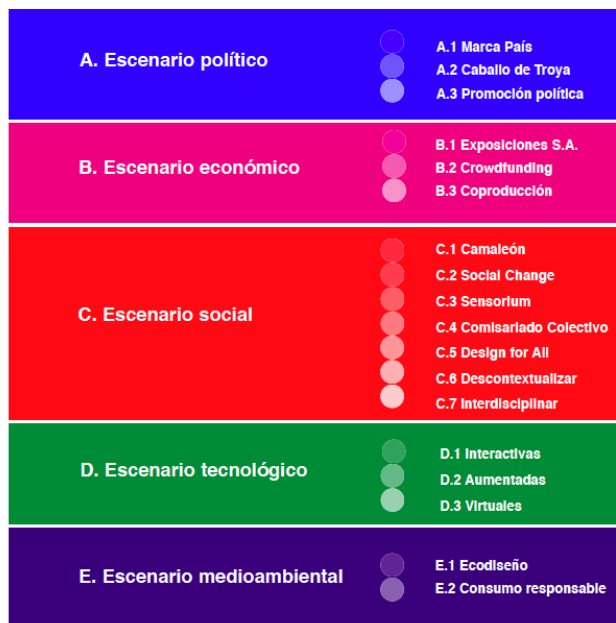 A. Escenario político
A.1 Marca País
A.2 Caballo de Troya
A.3 Promoción política
B. Escenario económico
B.1 Exposiciones S.A.
B.2 Crowdfunding
B.3 Coproducción
C. Escenario social
C.1 Camaleón
C.2 Social Change
C.3 Sensorium
C.4 Comisariado Colectivo
C.5 Design for All
C.6 Descontextualizar
C.7 Interdisciplinar
D. Escenario tecnológico
D.1 Interactivas
D.2 Aumentadas
D.3 Virtuales
E. Escenario medioambiental
E.1 Ecodiseño
E.2 Consumo responsable